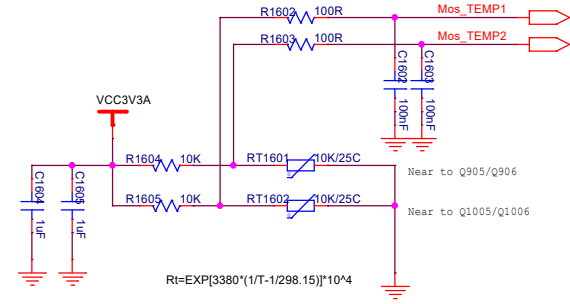 R1602 100R Mos_TEMP1
R1603 100R Mos_TEMP2
C1602 100nF
C1603 100nF
VCC3V3A
R1604 10K RT1601 10K/25C Near to Q905/Q906
C1604 1uF
C1605 1uF
R1605 10K RT1602 10K/25C Near to Q1005/Q1006
Rt=EXP[3380*(1/T-1/298.15)]*10^4